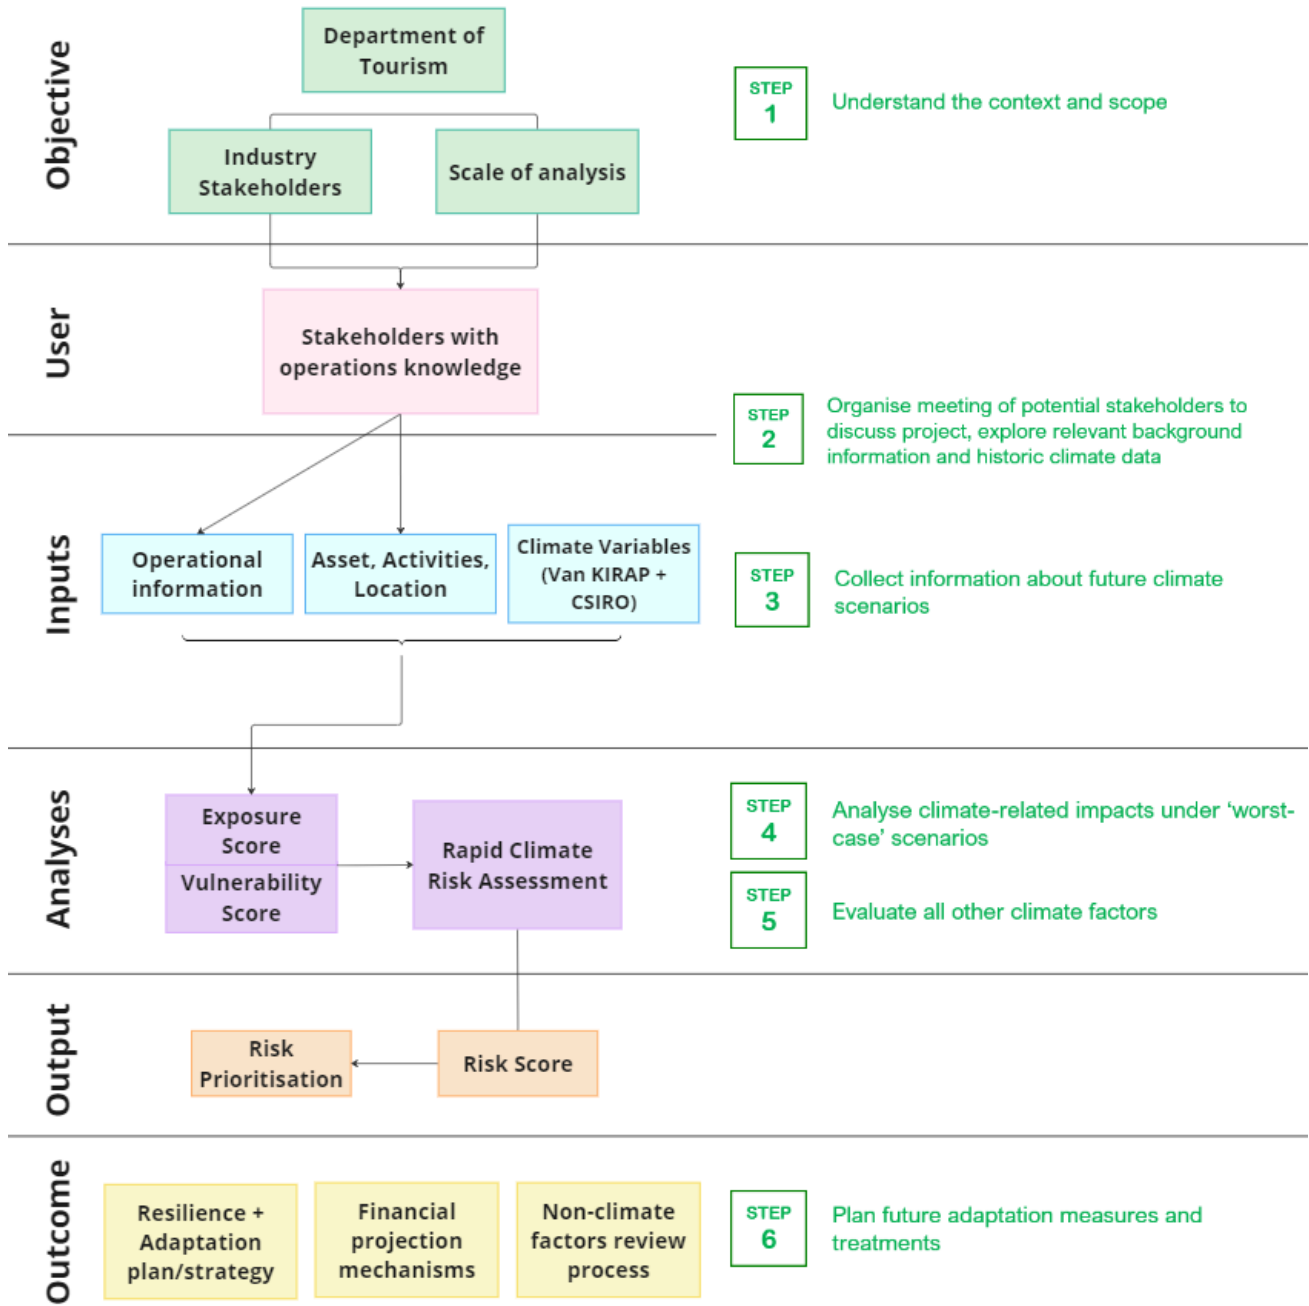 Objective
Department of
Tourism
Industry
Stakeholders
Scale of analysis
STEP
1
Understand the context and scope
User
Stakeholders with
operations knowledge
STEP
2
Organise meeting of potential stakeholders to
discuss project, explore relevant background
information and historic climate data
Inputs
Operational
information
Asset, Activities,
Location
Climate Variables
(Van KIRAP +
CSIRO)
STEP
3
Collect information about future climate
scenarios
Analyses
Exposure
Score
Vulnerability
Score
Rapid Climate
Risk Assessment
STEP
4
Analyse climate-related impacts under ‘worst-
case’ scenarios
STEP
5
Evaluate all other climate factors
Output
Risk
Prioritisation
Risk Score
Outcome
Resilience +
Adaptation
plan/strategy
Financial
projection
mechanisms
Non-climate
factors review
process
STEP
6
Plan future adaptation measures and
treatments